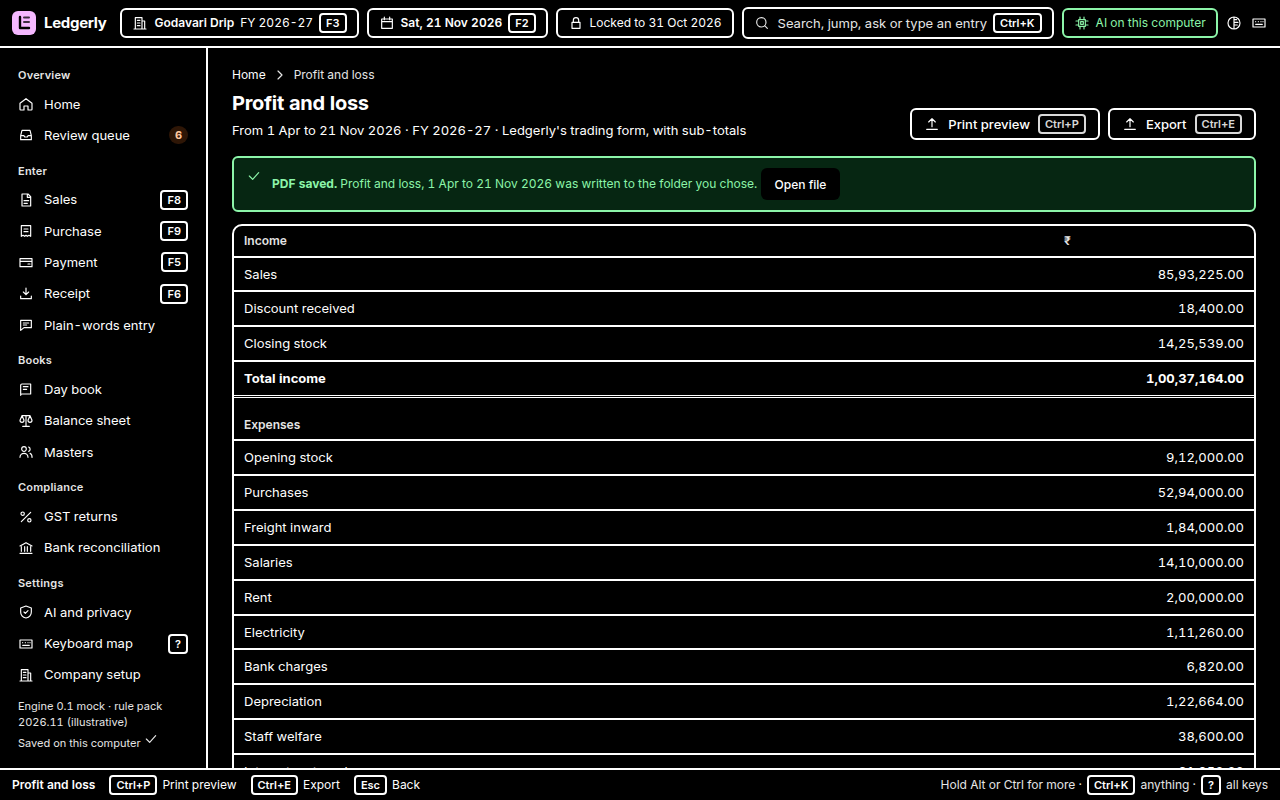 Ledgerly
Godavari Drip FY 2026-27 F3
Sat, 21 Nov 2026 F2
Locked to 31 Oct 2026
Search, jump, ask or type an entry Ctrl+K
AI on this computer
Overview
Home
Review queue 6
Enter
Sales F8
Purchase F9
Payment F5
Receipt F6
Plain-words entry
Books
Day book
Balance sheet
Masters
Compliance
GST returns
Bank reconciliation
Settings
AI and privacy
Keyboard map ?
Company setup
Engine 0.1 mock · rule pack
2026.11 (illustrative)
Saved on this computer
Home > Profit and loss
Profit and loss
From 1 Apr to 21 Nov 2026 · FY 2026-27 · Ledgerly's trading form, with sub-totals
Print preview Ctrl+P
Export Ctrl+E
PDF saved. Profit and loss, 1 Apr to 21 Nov 2026 was written to the folder you chose. Open file
Income ₹
Sales 85,93,225.00
Discount received 18,400.00
Closing stock 14,25,539.00
Total income 1,00,37,164.00
Expenses
Opening stock 9,12,000.00
Purchases 52,94,000.00
Freight inward 1,84,000.00
Salaries 14,10,000.00
Rent 2,00,000.00
Electricity 1,11,260.00
Bank charges 6,820.00
Depreciation 1,22,664.00
Staff welfare 38,600.00
Profit and loss Ctrl+P Print preview Ctrl+E Export Esc Back
Hold Alt or Ctrl for more · Ctrl+K anything · ? all keys